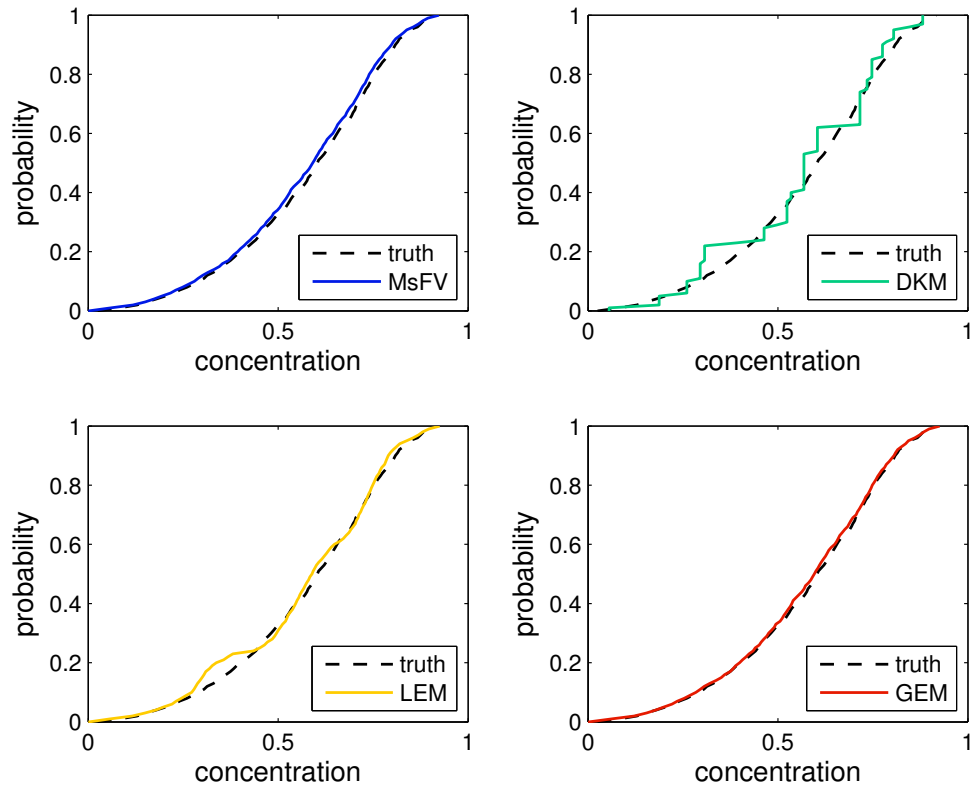 probability
1
0.8
0.6
0.4
0.2
0
truth
MsFV
0
0.5
1
concentration
probability
1
0.8
0.6
0.4
0.2
0
truth
DKM
0
0.5
1
concentration
probability
1
0.8
0.6
0.4
0.2
0
truth
LEM
0
0.5
1
concentration
probability
1
0.8
0.6
0.4
0.2
0
truth
GEM
0
0.5
1
concentration